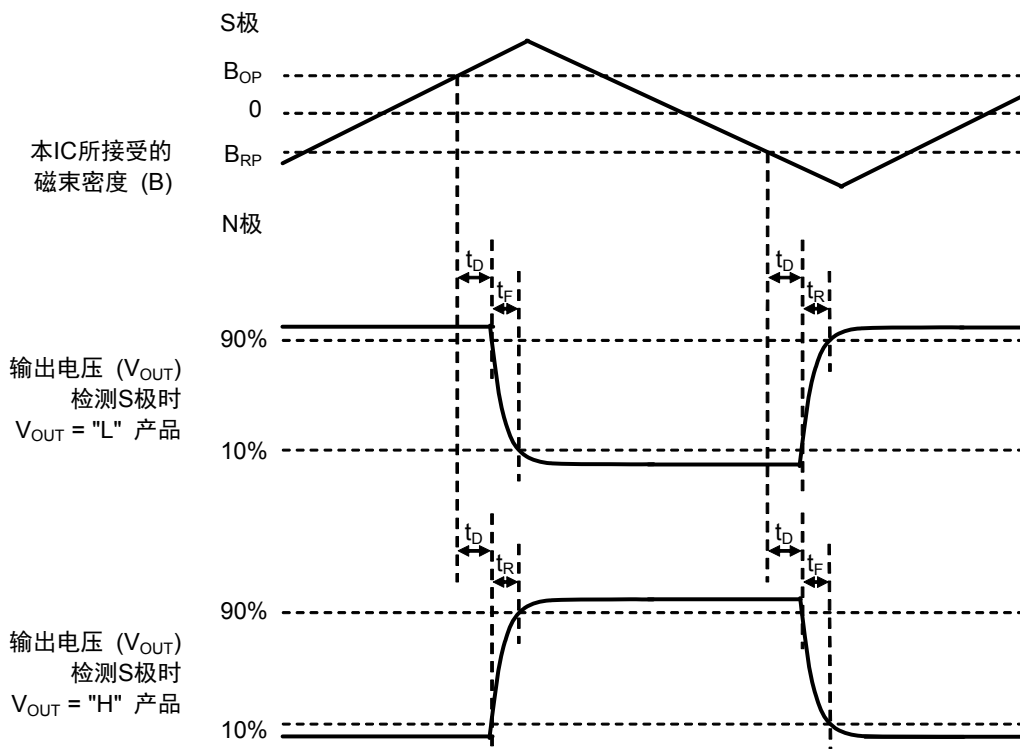 S极
B_OP
0
本IC所接受的
磁束密度 (B)
B_RP
N极
t_D
t_D
t_F
t_R
90%
输出电压 (V_OUT)
检测S极时
V_OUT = "L" 产品
10%
t_D
t_D
t_R
t_F
90%
输出电压 (V_OUT)
检测S极时
V_OUT = "H" 产品
10%